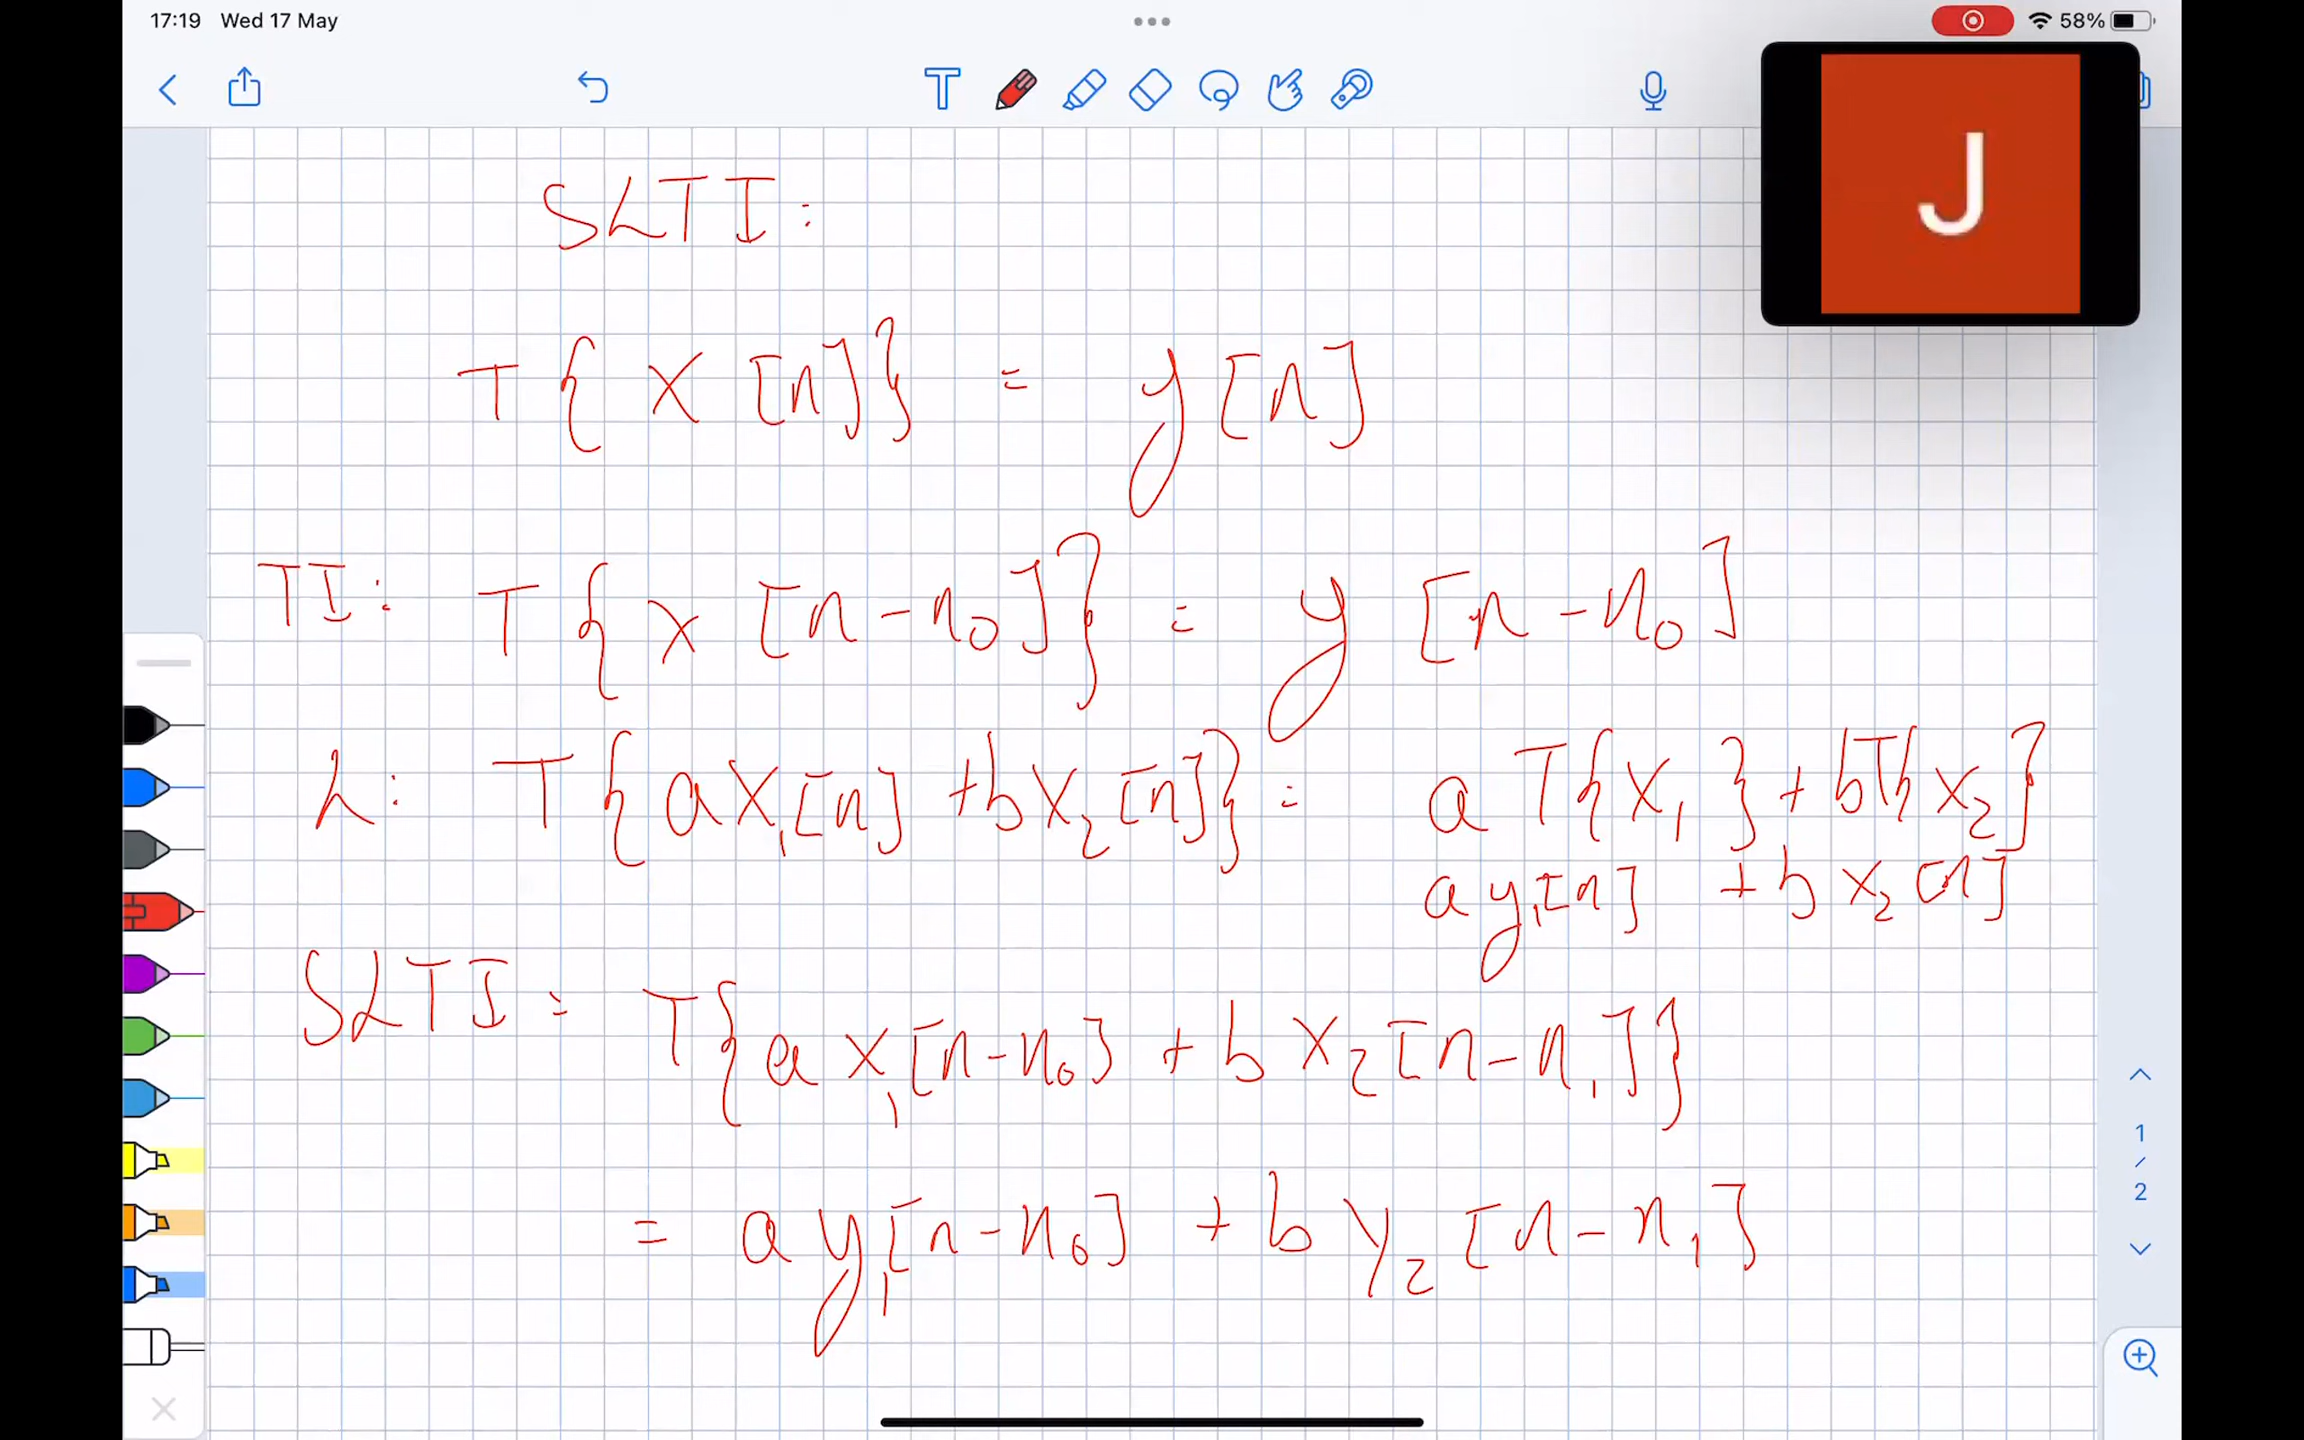 17:19 Wed 17 May
58%
T
J
SLTI:
T{x[n]} = y[n]
TI: T{x[n-n₀]} = y[n-n₀]
L: T{ax₁[n] + bx₂[n]} = aT{x₁} + bT{x₂}
ay₁[n] + bx₂[n]
SLTI = T{ax₁[n-n₀] + bx₂[n-n₁]}
= ay₁[n-n₀] + by₂[n-n₁]
1
/
2